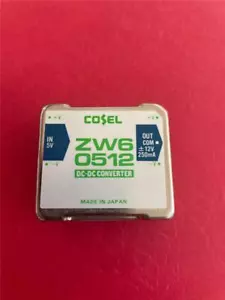 COSEL
IN
5V
ZW6
0512
OUT
COM
± 12V
250mA
DC-DC CONVERTER
MADE IN JAPAN